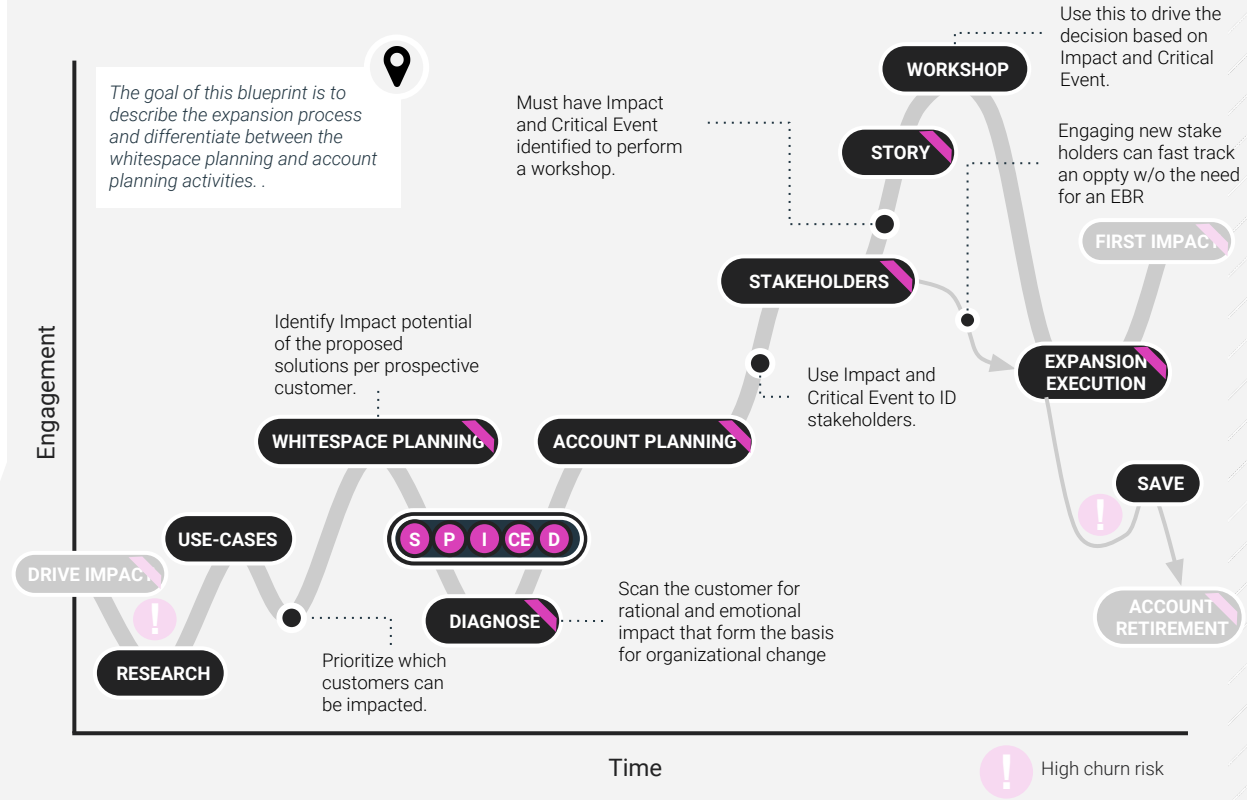 The goal of this blueprint is to
describe the expansion process
and differentiate between the
whitespace planning and account
planning activities. .
Use this to drive the
decision based on
Impact and Critical
Event.
WORKSHOP
Must have Impact
and Critical Event
identified to perform
a workshop.
STORY
Engaging new stake
holders can fast track
an oppty w/o the need
for an EBR
FIRST IMPACT
STAKEHOLDERS
Identify Impact potential
of the proposed
solutions per prospective
customer.
EXPANSION
EXECUTION
Use Impact and
Critical Event to ID
stakeholders.
Engagement
WHITESPACE PLANNING
ACCOUNT PLANNING
SAVE
!
USE-CASES
S P I CE D
DRIVE IMPACT
!
Scan the customer for
rational and emotional
impact that form the basis
for organizational change
DIAGNOSE
ACCOUNT
RETIREMENT
RESEARCH
Prioritize which
customers can
be impacted.
Time
! High churn risk